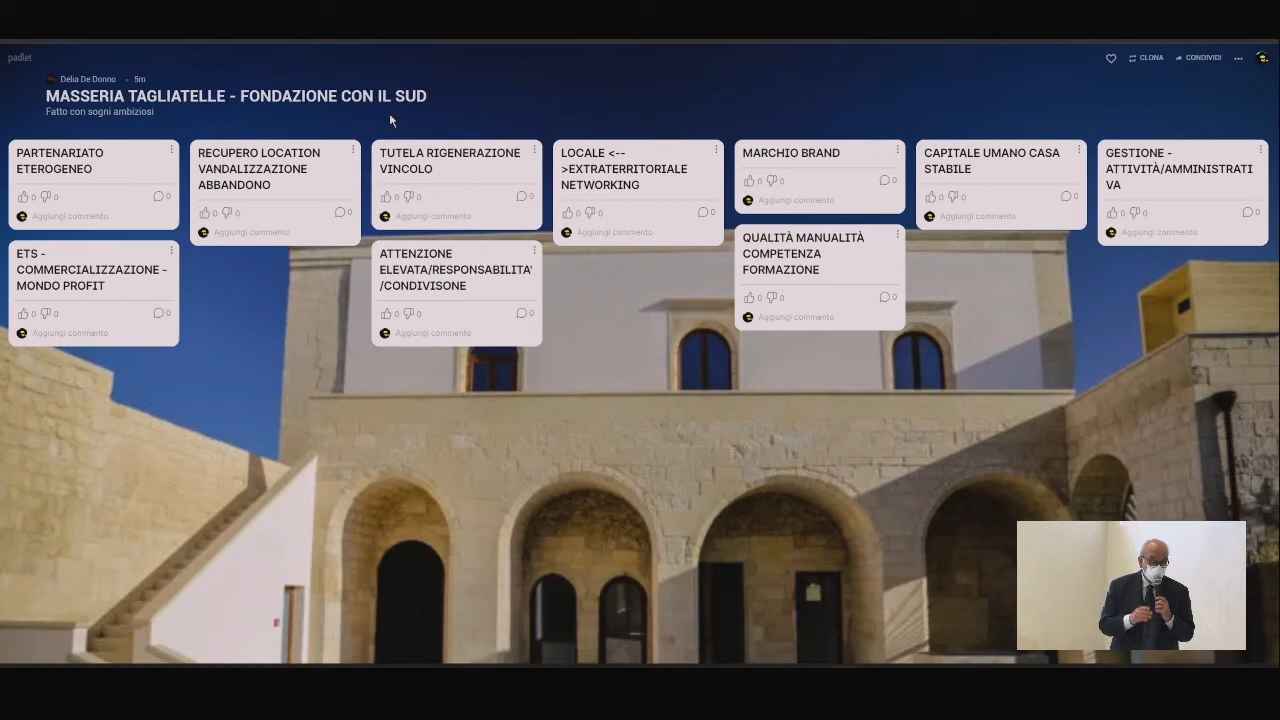 padlet
CLONA
CONDIVIDI
Delia De Donno • 5m
MASSERIA TAGLIATELLE - FONDAZIONE CON IL SUD
Fatto con sogni ambiziosi
PARTENARIATO
ETEROGENEO
0 0 0
Aggiungi commento
ETS -
COMMERCIALIZZAZIONE -
MONDO PROFIT
0 0 0
Aggiungi commento
RECUPERO LOCATION
VANDALIZZAZIONE
ABBANDONO
0 0 0
Aggiungi commento
TUTELA RIGENERAZIONE
VINCOLO
0 0 0
Aggiungi commento
ATTENZIONE
ELEVATA/RESPONSABILITA'
/CONDIVISONE
0 0 0
Aggiungi commento
LOCALE <--
>EXTRATERRITORIALE
NETWORKING
0 0 0
Aggiungi commento
MARCHIO BRAND
0 0 0
Aggiungi commento
QUALITÀ MANUALITÀ
COMPETENZA
FORMAZIONE
0 0 0
Aggiungi commento
CAPITALE UMANO CASA
STABILE
0 0 0
Aggiungi commento
GESTIONE -
ATTIVITÀ/AMMINISTRATI
VA
0 0 0
Aggiungi commento